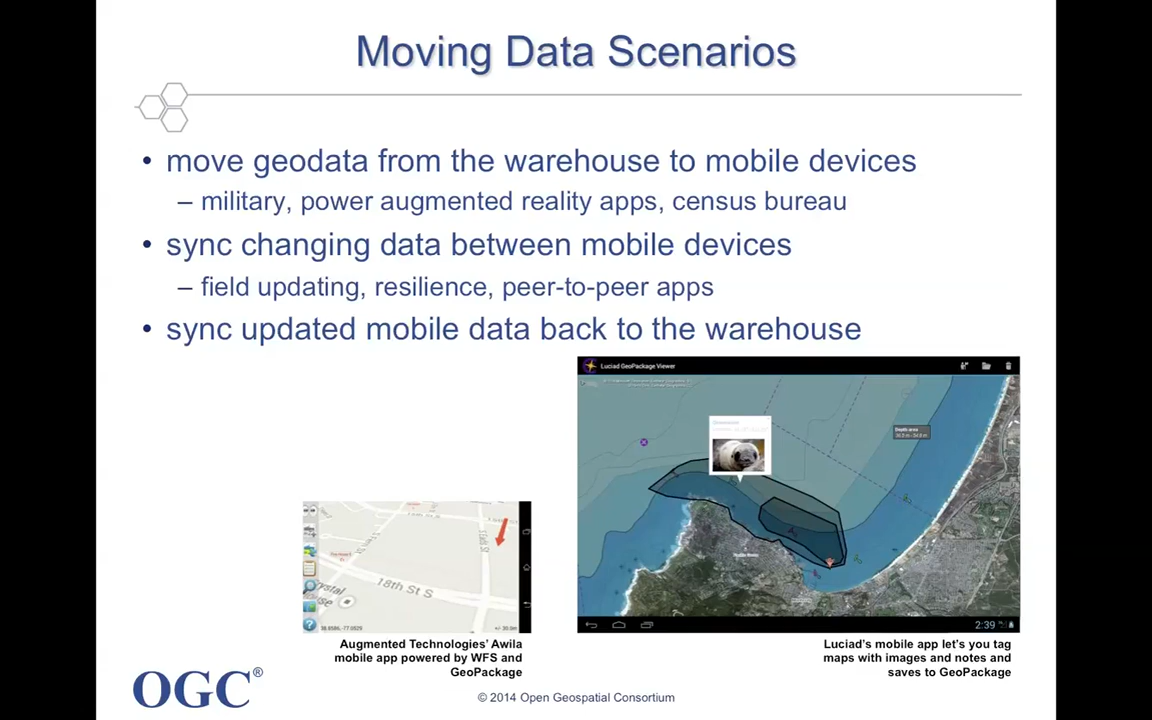 Moving Data Scenarios
• move geodata from the warehouse to mobile devices
– military, power augmented reality apps, census bureau
• sync changing data between mobile devices
– field updating, resilience, peer-to-peer apps
• sync updated mobile data back to the warehouse
Luciad GeoPackage Viewer
Depth area
18th St S
2:39
Augmented Technologies' Awila
mobile app powered by WFS and
GeoPackage
Luciad's mobile app let's you tag
maps with images and notes and
saves to GeoPackage
OGC®
© 2014 Open Geospatial Consortium